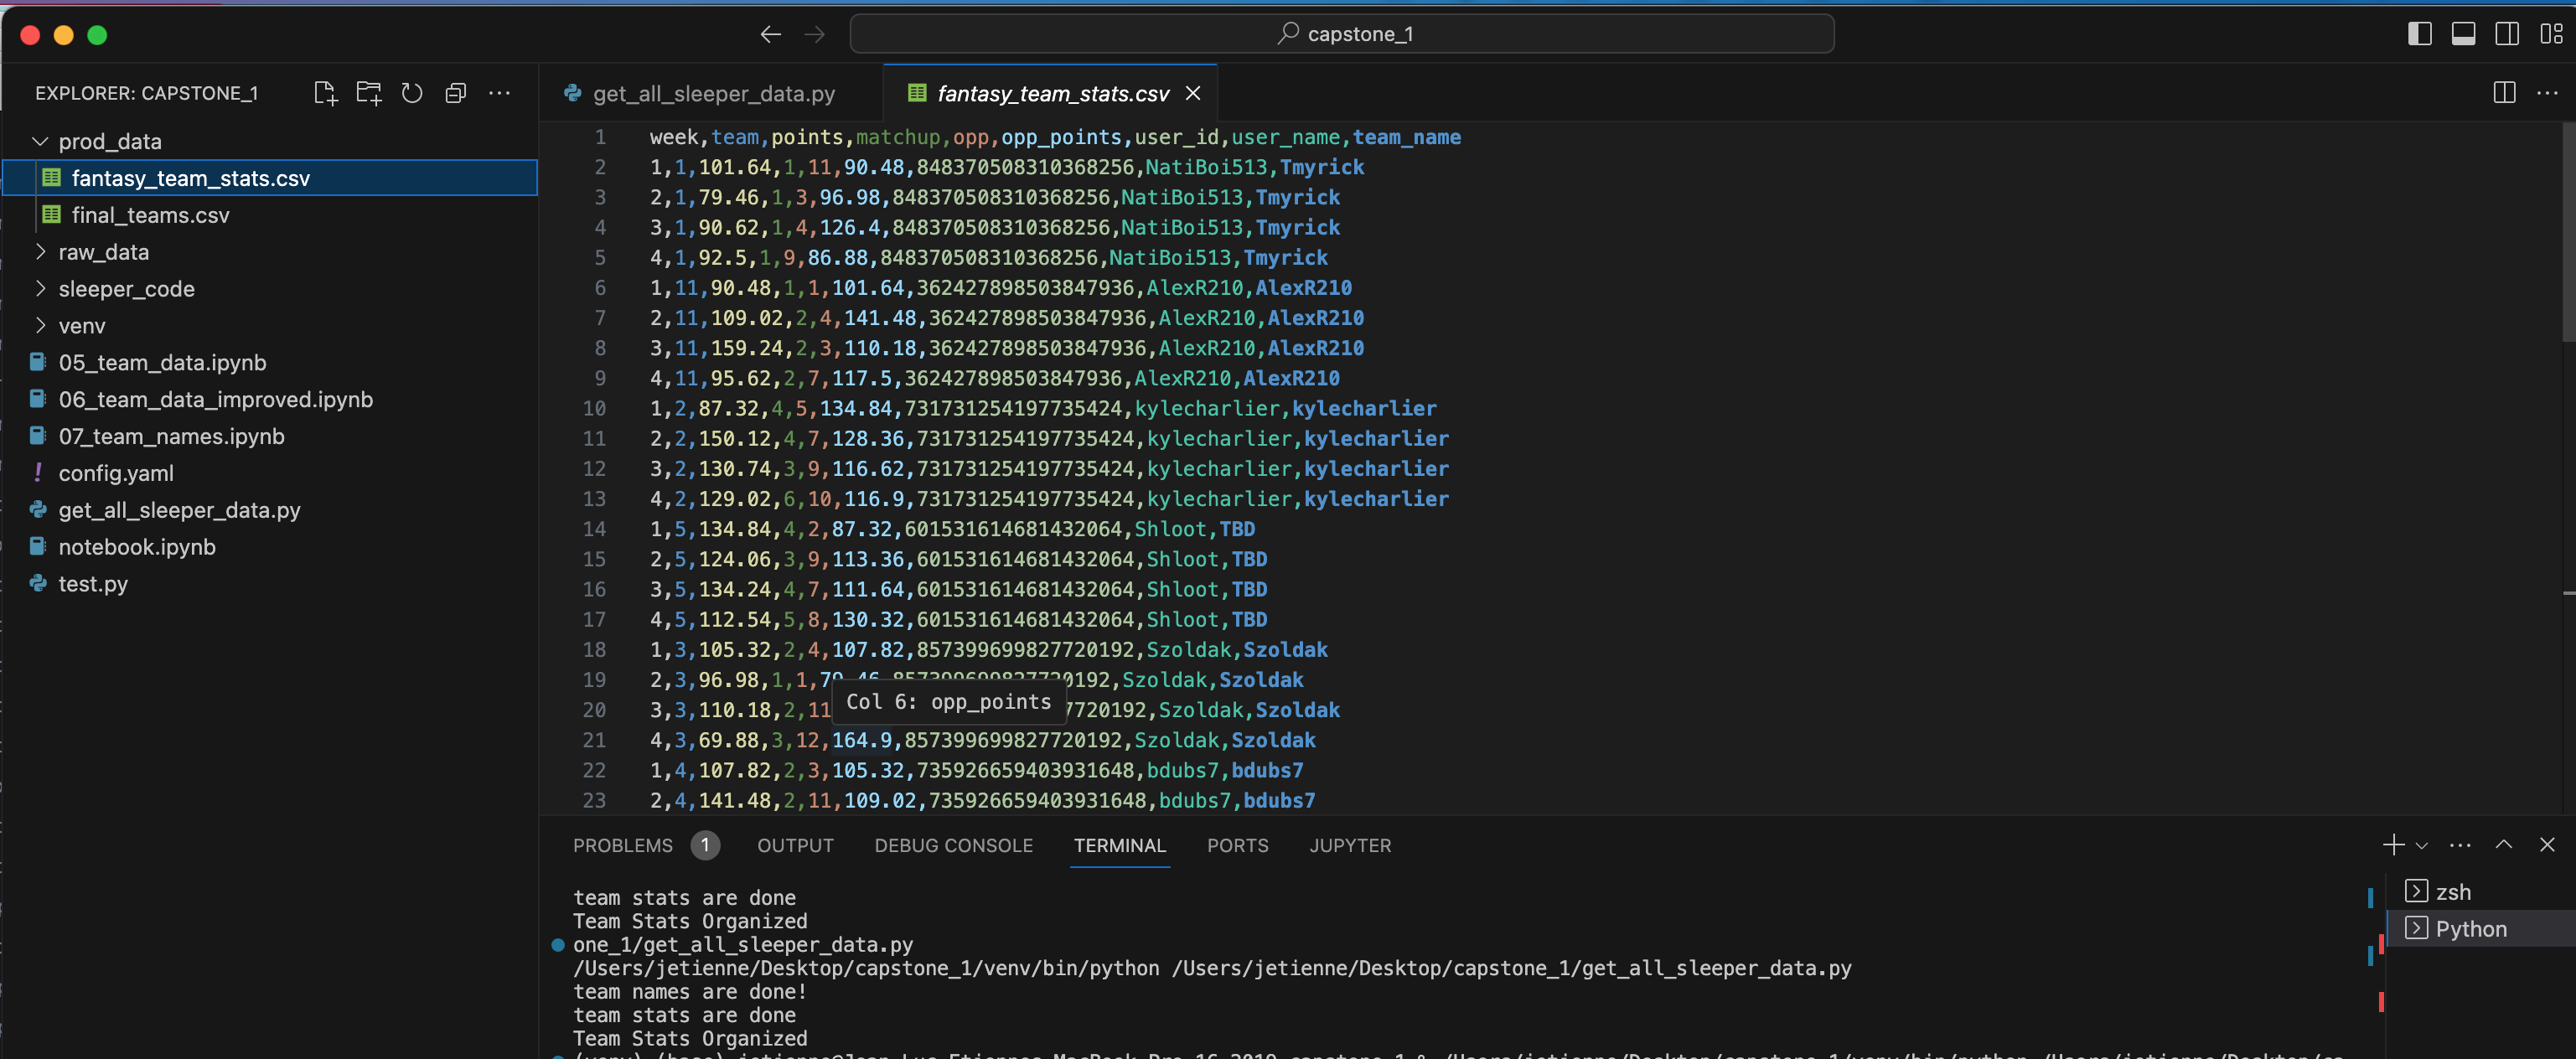 capstone_1
EXPLORER: CAPSTONE_1
prod_data
fantasy_team_stats.csv
final_teams.csv
raw_data
sleeper_code
venv
05_team_data.ipynb
06_team_data_improved.ipynb
07_team_names.ipynb
! config.yaml
get_all_sleeper_data.py
notebook.ipynb
test.py
get_all_sleeper_data.py
fantasy_team_stats.csv
1 week,team,points,matchup,opp,opp_points,user_id,user_name,team_name
2 1,1,101.64,1,11,90.48,848370508310368256,NatiBoi513,Tmyrick
3 2,1,79.46,1,3,96.98,848370508310368256,NatiBoi513,Tmyrick
4 3,1,90.62,1,4,126.4,848370508310368256,NatiBoi513,Tmyrick
5 4,1,92.5,1,9,86.88,848370508310368256,NatiBoi513,Tmyrick
6 1,11,90.48,1,1,101.64,362427898503847936,AlexR210,AlexR210
7 2,11,109.02,2,4,141.48,362427898503847936,AlexR210,AlexR210
8 3,11,159.24,2,3,110.18,362427898503847936,AlexR210,AlexR210
9 4,11,95.62,2,7,117.5,362427898503847936,AlexR210,AlexR210
10 1,2,87.32,4,5,134.84,731731254197735424,kylecharlier,kylecharlier
11 2,2,150.12,4,7,128.36,731731254197735424,kylecharlier,kylecharlier
12 3,2,130.74,3,9,116.62,731731254197735424,kylecharlier,kylecharlier
13 4,2,129.02,6,10,116.9,731731254197735424,kylecharlier,kylecharlier
14 1,5,134.84,4,2,87.32,601531614681432064,Shloot,TBD
15 2,5,124.06,3,9,113.36,601531614681432064,Shloot,TBD
16 3,5,134.24,4,7,111.64,601531614681432064,Shloot,TBD
17 4,5,112.54,5,8,130.32,601531614681432064,Shloot,TBD
18 1,3,105.32,2,4,107.82,857399699827720192,Szoldak,Szoldak
19 2,3,96.98,1,1,79.46,857399699827720192,Szoldak,Szoldak
Col 6: opp_points
20 3,3,110.18,2,11 7720192,Szoldak,Szoldak
21 4,3,69.88,3,12,164.9,857399699827720192,Szoldak,Szoldak
22 1,4,107.82,2,3,105.32,735926659403931648,bdubs7,bdubs7
23 2,4,141.48,2,11,109.02,735926659403931648,bdubs7,bdubs7
PROBLEMS 1 OUTPUT DEBUG CONSOLE TERMINAL PORTS JUPYTER
team stats are done
Team Stats Organized
one_1/get_all_sleeper_data.py
/Users/jetienne/Desktop/capstone_1/venv/bin/python /Users/jetienne/Desktop/capstone_1/get_all_sleeper_data.py
team names are done!
team stats are done
Team Stats Organized
zsh
Python